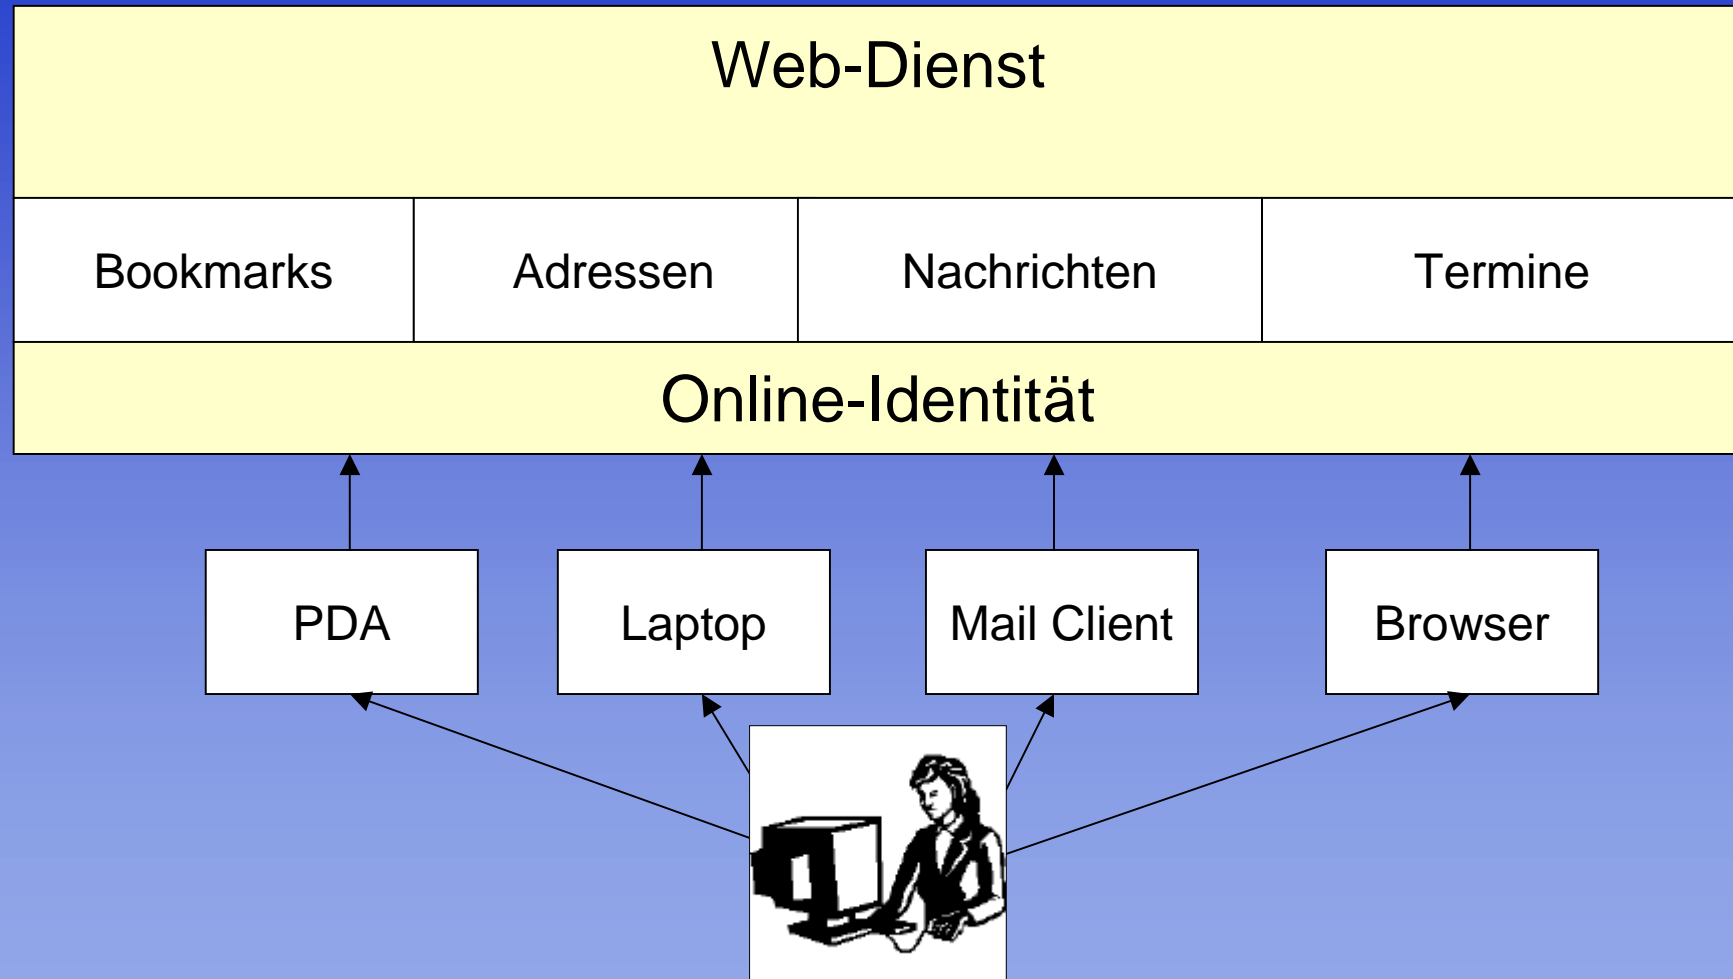 Web-Dienst
Bookmarks
Adressen
Nachrichten
Termine
Online-Identität
PDA
Laptop
Mail Client
Browser